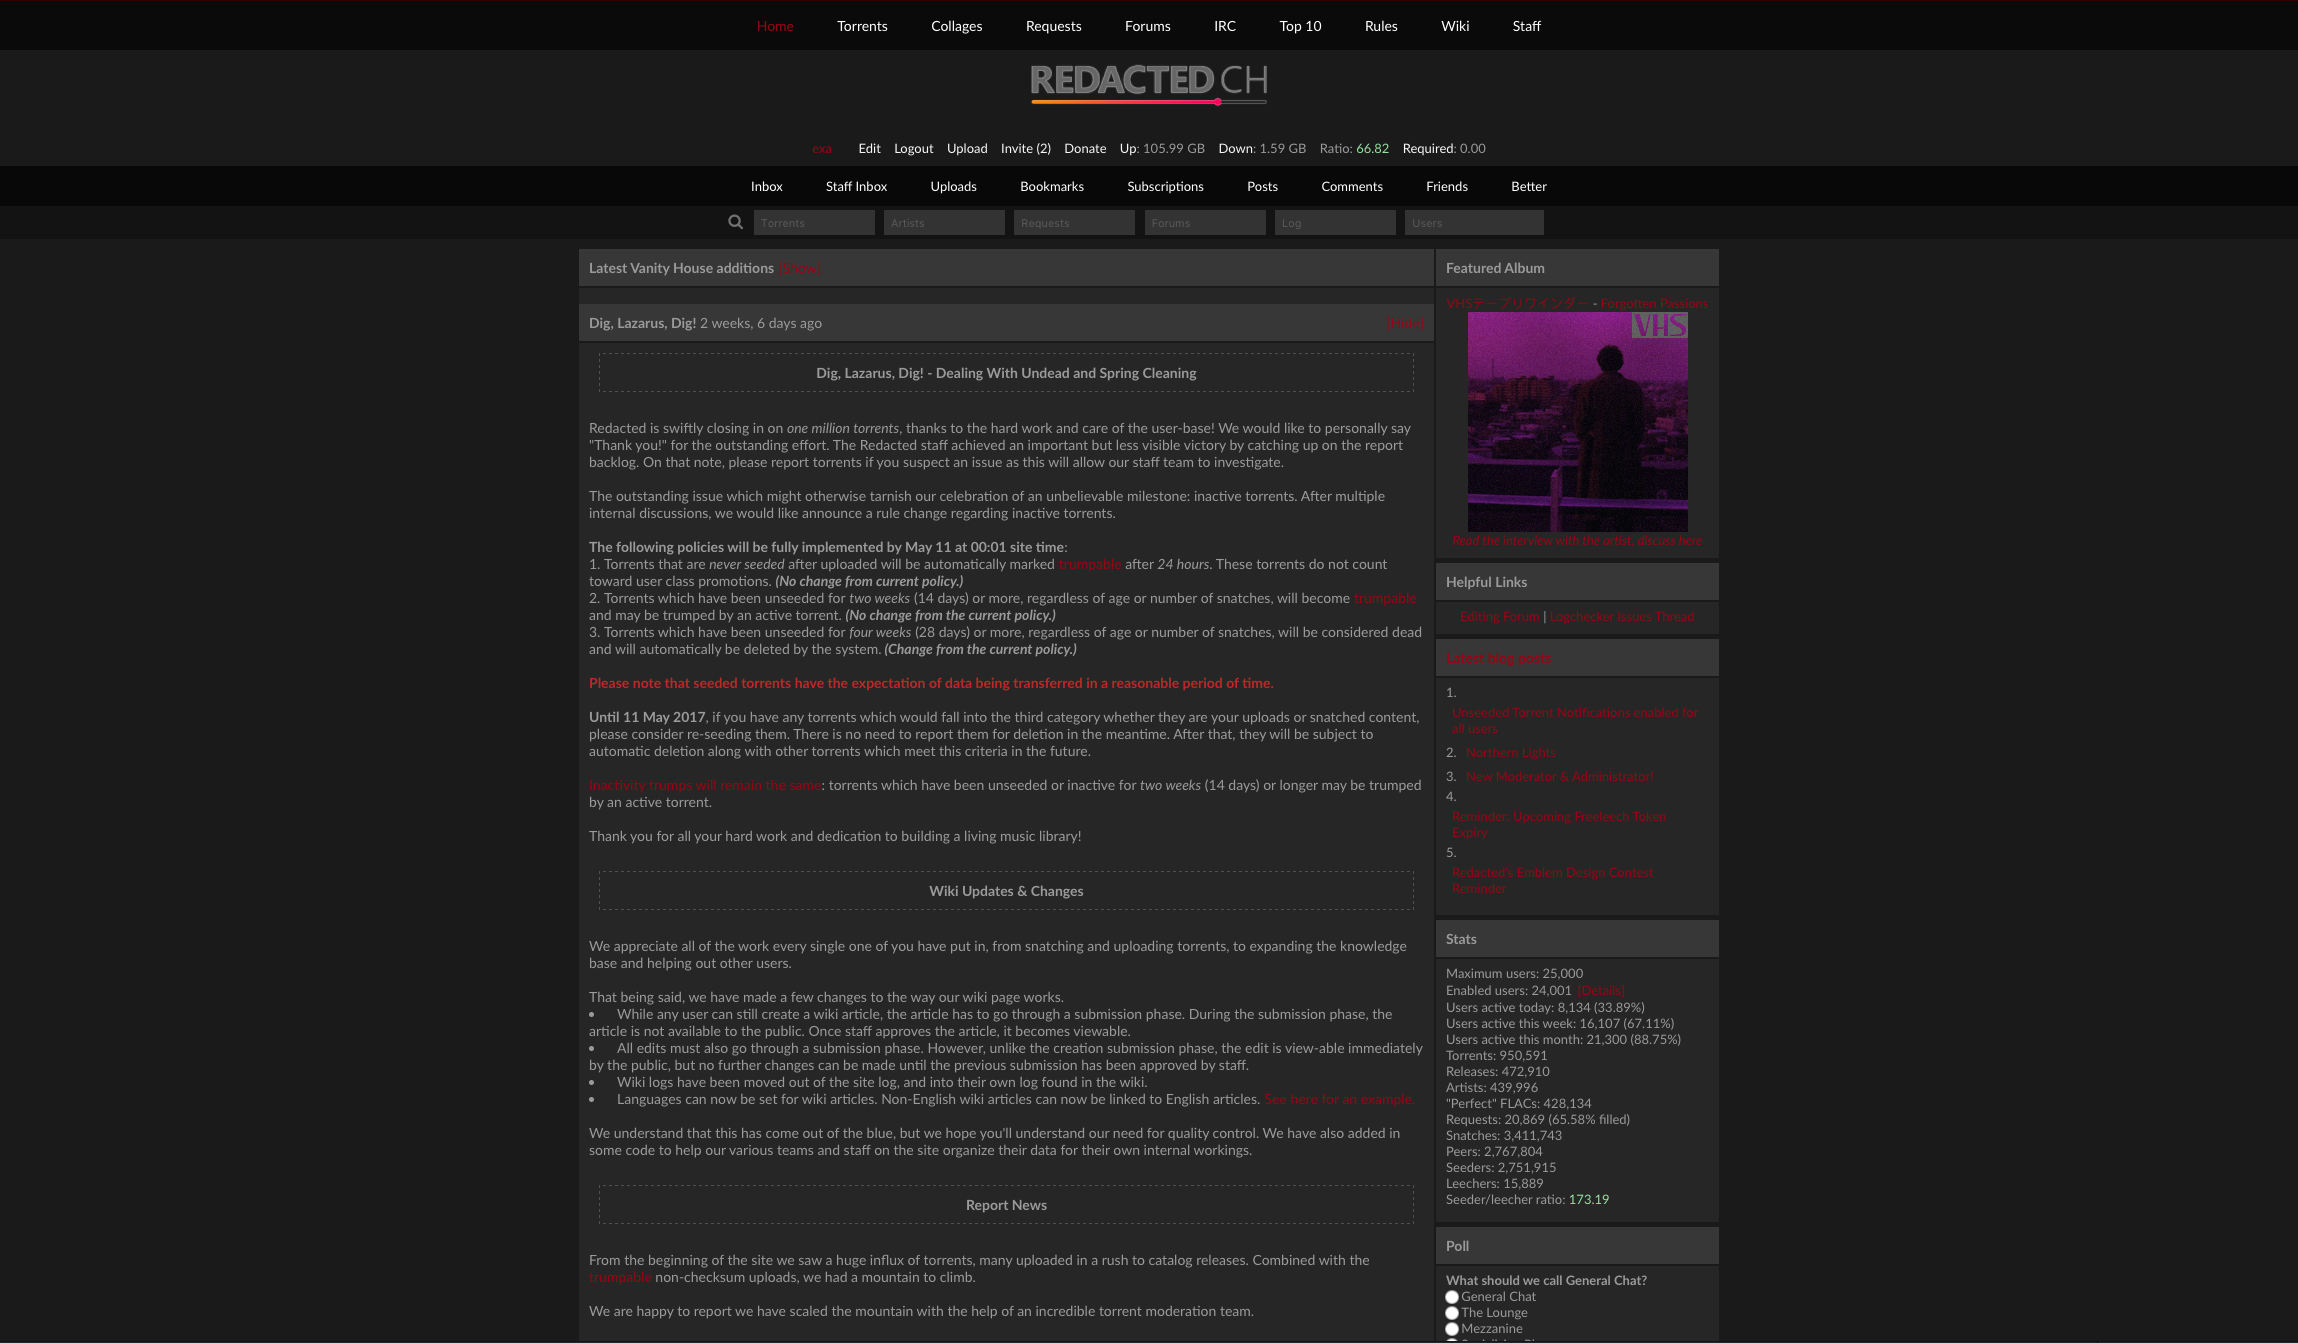 Home Torrents Collages Requests Forums IRC Top 10 Rules Wiki Staff
REDACTED CH
exa Edit Logout Upload Invite (2) Donate Up: 105.99 GB Down: 1.59 GB Ratio: 66.82 Required: 0.00
Inbox Staff Inbox Uploads Bookmarks Subscriptions Posts Comments Friends Better
Torrents Artists Requests Forums Log Users
Latest Vanity House additions [Show]
Dig, Lazarus, Dig! 2 weeks, 6 days ago [Hide]
Dig, Lazarus, Dig! - Dealing With Undead and Spring Cleaning
Redacted is swiftly closing in on one million torrents, thanks to the hard work and care of the user-base! We would like to personally say
"Thank you!" for the outstanding effort. The Redacted staff achieved an important but less visible victory by catching up on the report
backlog. On that note, please report torrents if you suspect an issue as this will allow our staff team to investigate.
The outstanding issue which might otherwise tarnish our celebration of an unbelievable milestone: inactive torrents. After multiple
internal discussions, we would like announce a rule change regarding inactive torrents.
The following policies will be fully implemented by May 11 at 00:01 site time:
1. Torrents that are never seeded after uploaded will be automatically marked trumpable after 24 hours. These torrents do not count
toward user class promotions. (No change from current policy.)
2. Torrents which have been unseeded for two weeks (14 days) or more, regardless of age or number of snatches, will become trumpable
and may be trumped by an active torrent. (No change from the current policy.)
3. Torrents which have been unseeded for four weeks (28 days) or more, regardless of age or number of snatches, will be considered dead
and will automatically be deleted by the system. (Change from the current policy.)
Please note that seeded torrents have the expectation of data being transferred in a reasonable period of time.
Until 11 May 2017, if you have any torrents which would fall into the third category whether they are your uploads or snatched content,
please consider re-seeding them. There is no need to report them for deletion in the meantime. After that, they will be subject to
automatic deletion along with other torrents which meet this criteria in the future.
Inactivity trumps will remain the same: torrents which have been unseeded or inactive for two weeks (14 days) or longer may be trumped
by an active torrent.
Thank you for all your hard work and dedication to building a living music library!
Wiki Updates & Changes
We appreciate all of the work every single one of you have put in, from snatching and uploading torrents, to expanding the knowledge
base and helping out other users.
That being said, we have made a few changes to the way our wiki page works.
• While any user can still create a wiki article, the article has to go through a submission phase. During the submission phase, the
article is not available to the public. Once staff approves the article, it becomes viewable.
• All edits must also go through a submission phase. However, unlike the creation submission phase, the edit is view-able immediately
by the public, but no further changes can be made until the previous submission has been approved by staff.
• Wiki logs have been moved out of the site log, and into their own log found in the wiki.
• Languages can now be set for wiki articles. Non-English wiki articles can now be linked to English articles. See here for an example.
We understand that this has come out of the blue, but we hope you'll understand our need for quality control. We have also added in
some code to help our various teams and staff on the site organize their data for their own internal workings.
Report News
From the beginning of the site we saw a huge influx of torrents, many uploaded in a rush to catalog releases. Combined with the
trumpable non-checksum uploads, we had a mountain to climb.
We are happy to report we have scaled the mountain with the help of an incredible torrent moderation team.
Featured Album
VHSテープリワインダー - Forgotten Passions
VHS
Read the interview with the artist, discuss here
Helpful Links
Editing Forum | Logchecker Issues Thread
Latest blog posts
1.
Unseeded Torrent Notifications enabled for
all users
2. Northern Lights
3. New Moderator & Administrator!
4.
Reminder: Upcoming Freeleech Token
Expiry
5.
Redacted's Emblem Design Contest
Reminder
Stats
Maximum users: 25,000
Enabled users: 24,001 [Details]
Users active today: 8,134 (33.89%)
Users active this week: 16,107 (67.11%)
Users active this month: 21,300 (88.75%)
Torrents: 950,591
Releases: 472,910
Artists: 439,996
"Perfect" FLACs: 428,134
Requests: 20,869 (65.58% filled)
Snatches: 3,411,743
Peers: 2,767,804
Seeders: 2,751,915
Leechers: 15,889
Seeder/leecher ratio: 173.19
Poll
What should we call General Chat?
General Chat
The Lounge
Mezzanine